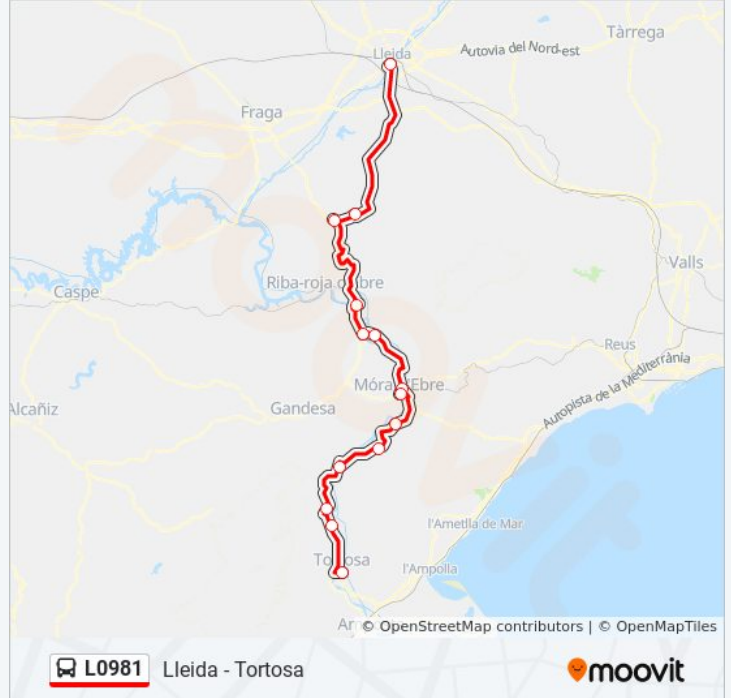 Tàrrega
Lleida
Autovia del Nord-est
Fraga
Valls
Riba-roja d'Ebre
Caspe
Reus
Autopista de la Mediterrània
Móra d'Ebre
Gandesa
Alcañiz
l'Ametlla de Mar
Tortosa
l'Ampolla
© OpenStreetMap contributors | © OpenMapTiles
L0981 Lleida - Tortosa
moovit